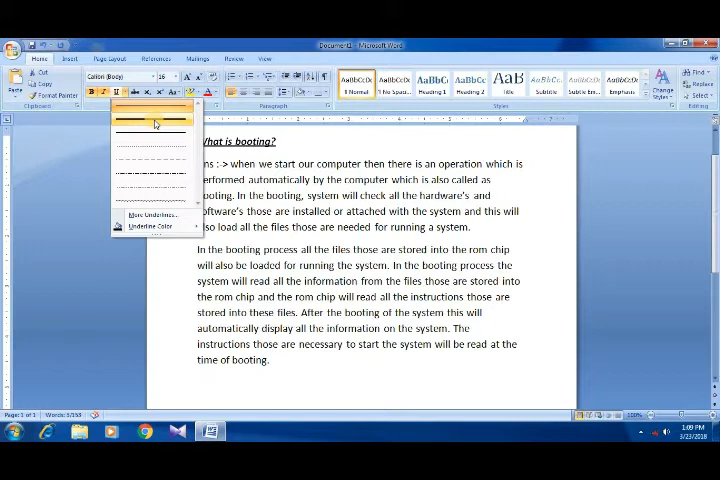 Document1 - Microsoft Word
Home Insert Page Layout References Mailings Review View
Paste
Cut
Copy
Format Painter
Clipboard
Calibri (Body) 16
Paragraph
AaBbCcDc AaBbCcDc AaBbC AaBbCc AaB AaBbCc. AaBbCcDc
¶ Normal ¶ No Spaci... Heading 1 Heading 2 Title Subtitle Subtle Em...
Change
Styles
Styles
Find
Replace
Select
Editing
More Underlines...
Underline Color
What is booting?
ns :-> when we start our computer then there is an operation which is
erformed automatically by the computer which is also called as
ooting. In the booting, system will check all the hardware's and
oftware's those are installed or attached with the system and this will
lso load all the files those are needed for running a system.
In the booting process all the files those are stored into the rom chip
will also be loaded for running the system. In the booting process the
system will read all the information from the files those are stored into
the rom chip and the rom chip will read all the instructions those are
stored into these files. After the booting of the system this will
automatically display all the information on the system. The
instructions those are necessary to start the system will be read at the
time of booting.
Page: 1 of 1 Words: 5/153
100%
1:09 PM
3/23/2018